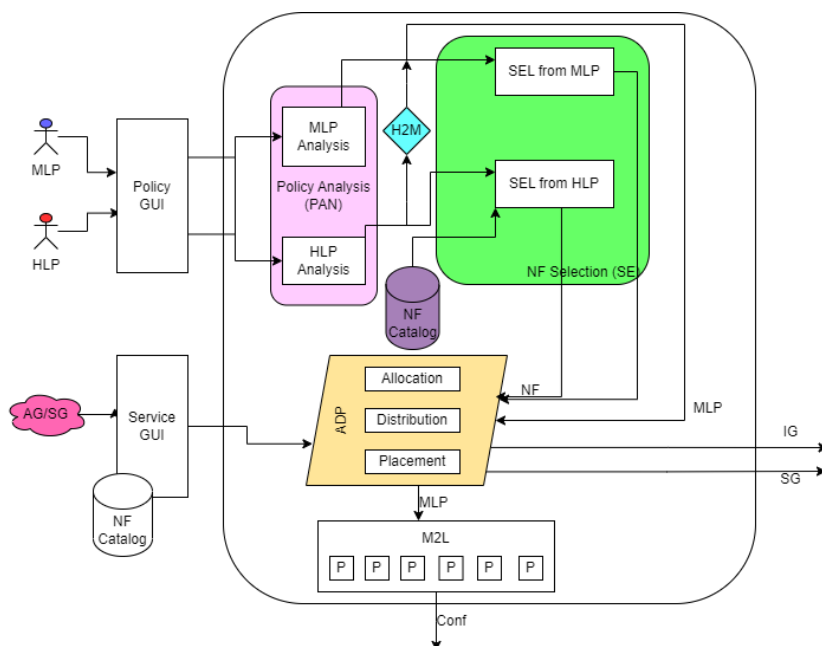 MLP
HLP
Policy
GUI
MLP
Analysis
Policy Analysis
(PAN)
HLP
Analysis
H2M
SEL from MLP
SEL from HLP
NF Selection (SE)
NF
Catalog
AG/SG
Service
GUI
NF
Catalog
ADP
Allocation
Distribution
Placement
NF
MLP
IG
SG
MLP
M2L
P
P
P
P
P
P
Conf